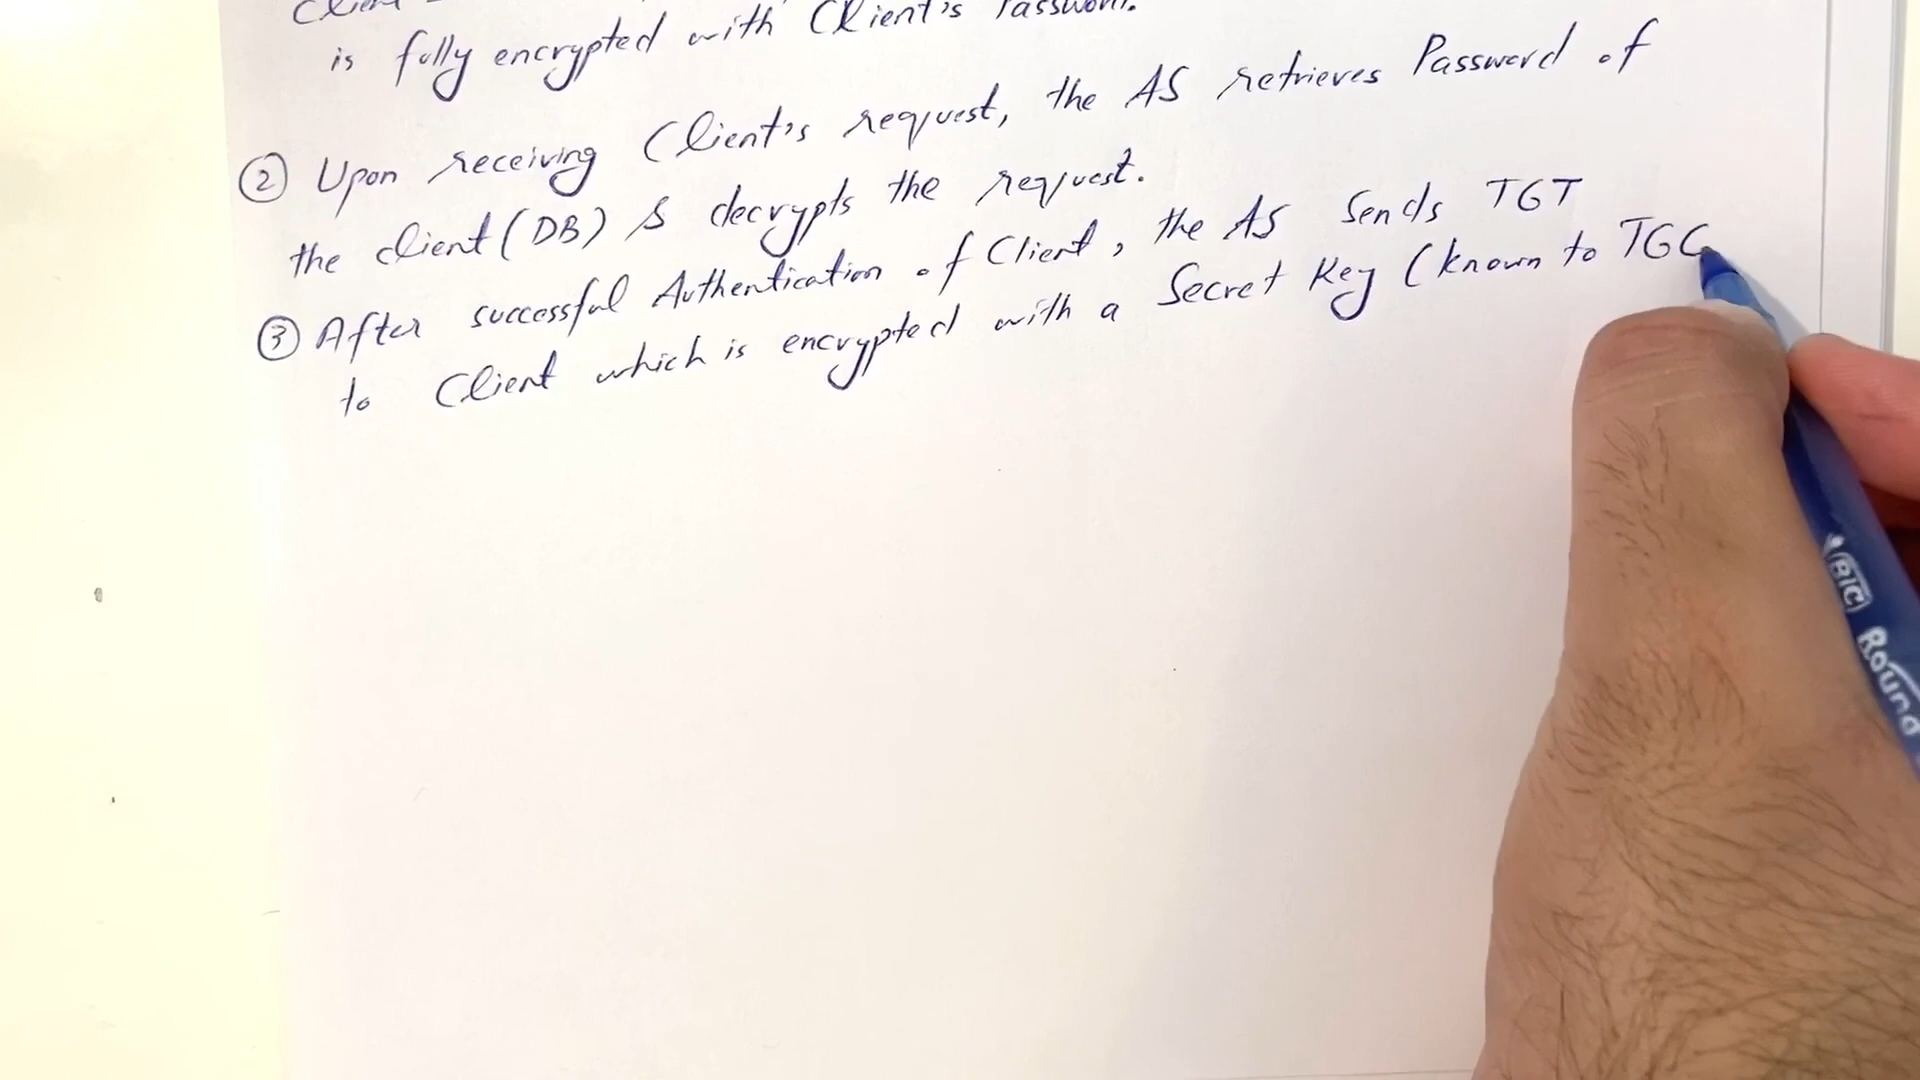 is fully encrypted with Client's Password.
② Upon receiving Client's request, the AS retrieves Password of
the client (DB) & decrypts the request.
③ After successful Authentication of Client, the AS Sends TGT
to Client which is encrypted with a Secret Key (known to TGC
BIC Round